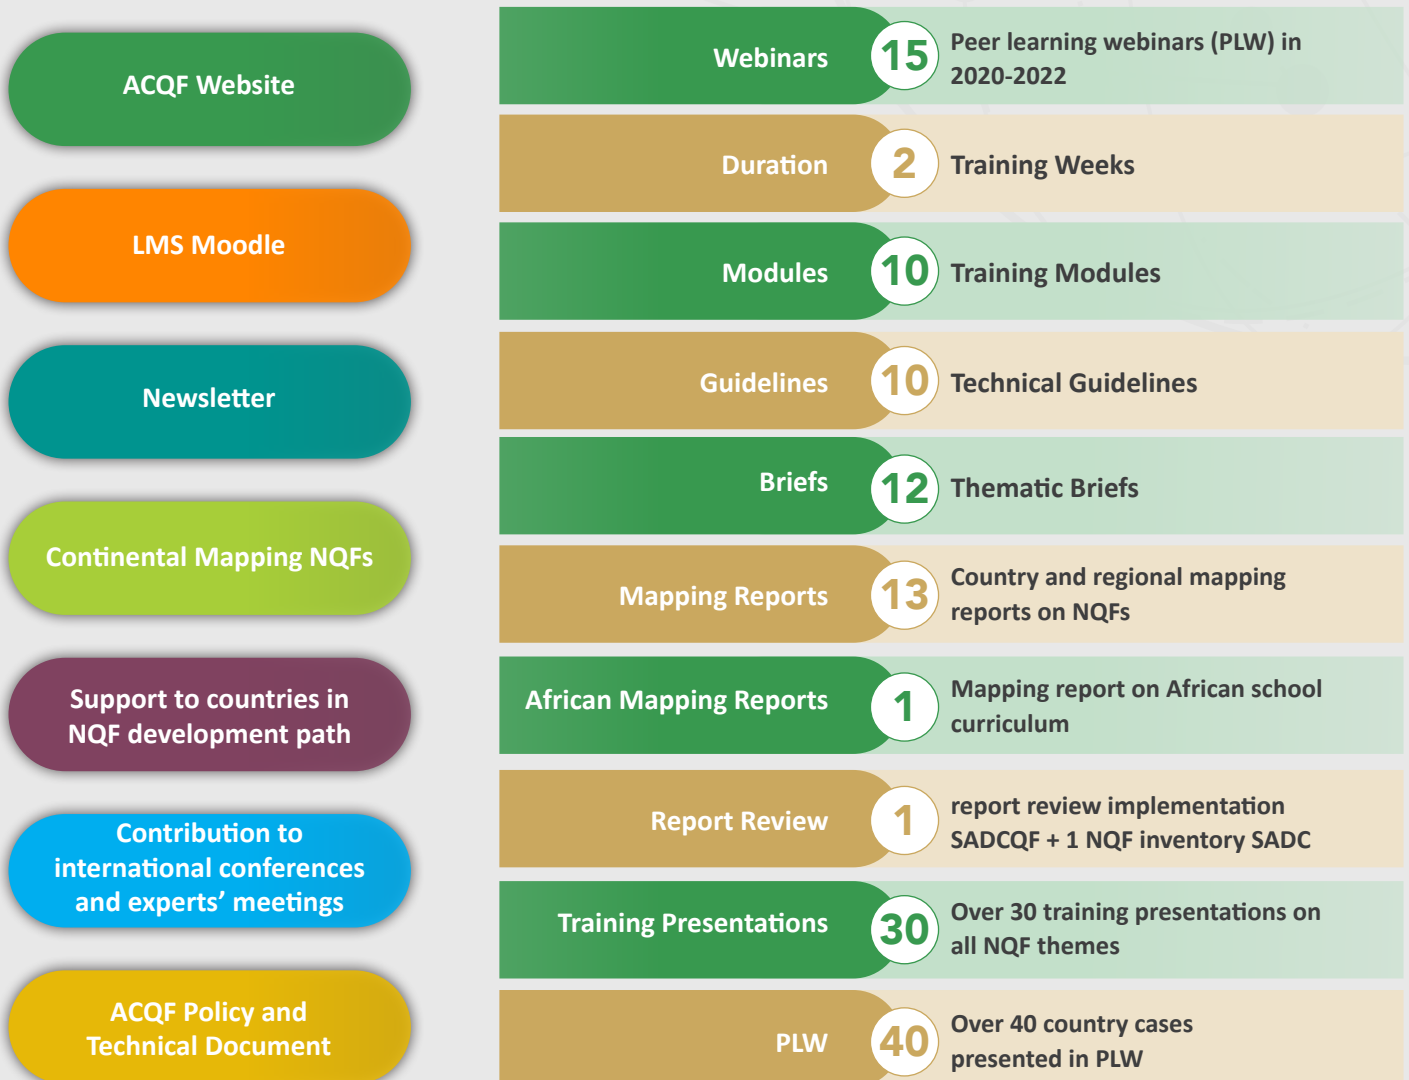 ACQF Website
LMS Moodle
Newsletter
Continental Mapping NQFs
Support to countries in
NQF development path
Contribution to
international conferences
and experts' meetings
ACQF Policy and
Technical Document
Webinars
15
Peer learning webinars (PLW) in
2020-2022
Duration
2
Training Weeks
Modules
10
Training Modules
Guidelines
10
Technical Guidelines
Briefs
12
Thematic Briefs
Mapping Reports
13
Country and regional mapping
reports on NQFs
African Mapping Reports
1
Mapping report on African school
curriculum
Report Review
1
report review implementation
SADCQF + 1 NQF inventory SADC
Training Presentations
30
Over 30 training presentations on
all NQF themes
PLW
40
Over 40 country cases
presented in PLW